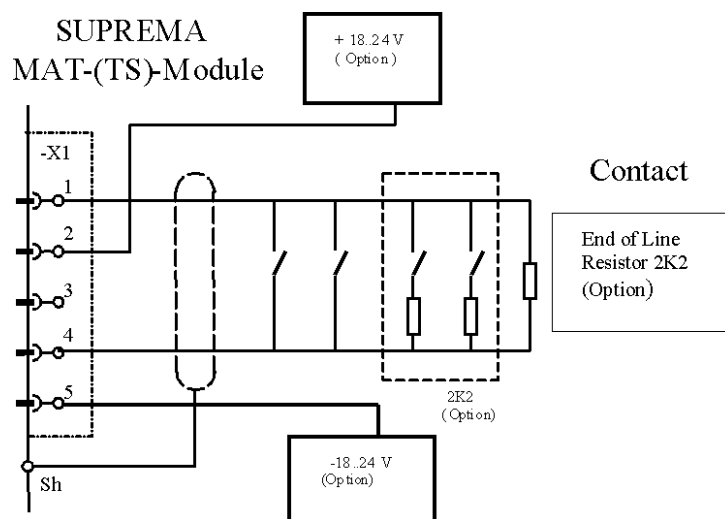 SUPREMA
MAT-(TS)-Module
+ 18..24 V
( Option )
-X1
1
2
3
4
5
Sh
Contact
End of Line
Resistor 2K2
(Option)
2K2
( Option)
-18..24 V
(Option)